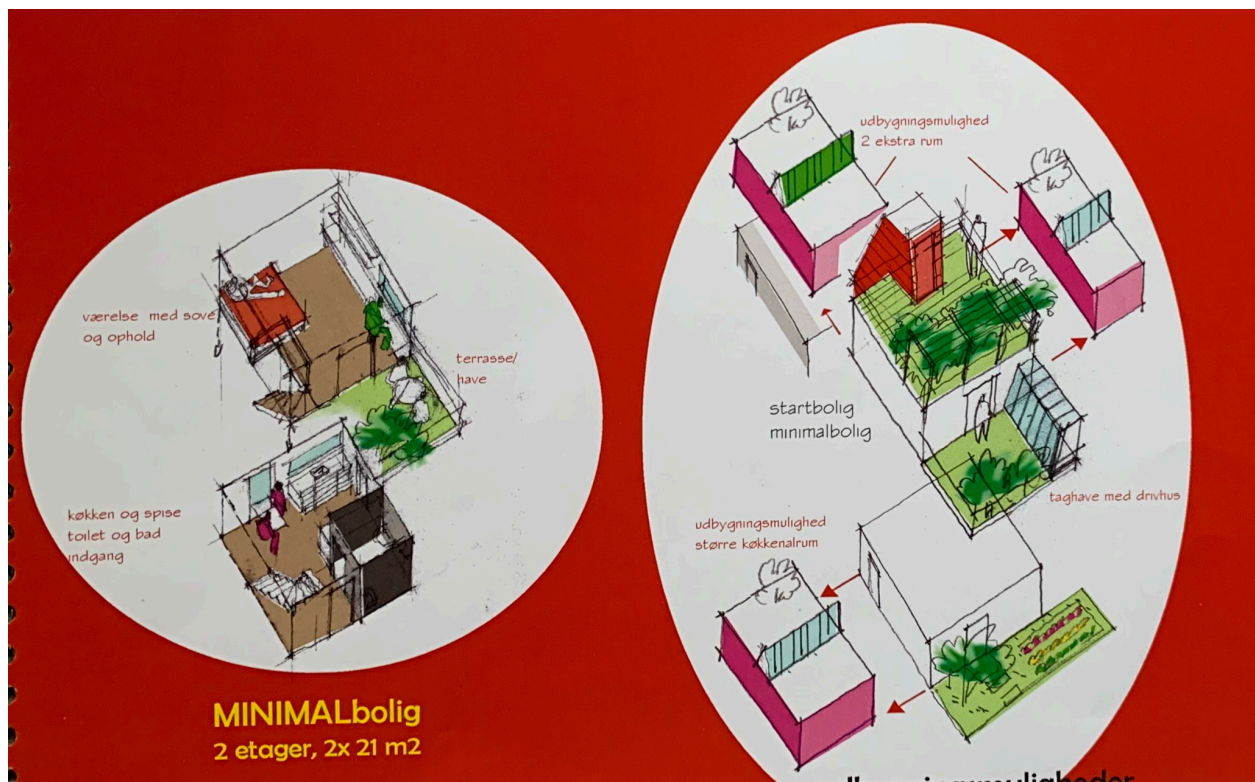 værelse med sove
og ophold
terrasse/
have
køkken og spise
toilet og bad
indgang
MINIMALbolig
2 etager, 2x 21 m2
udbygningsmulighed
2 ekstra rum
startbolig
minimalbolig
taghave med drivhus
udbygningsmulighed
større køkkenalrum